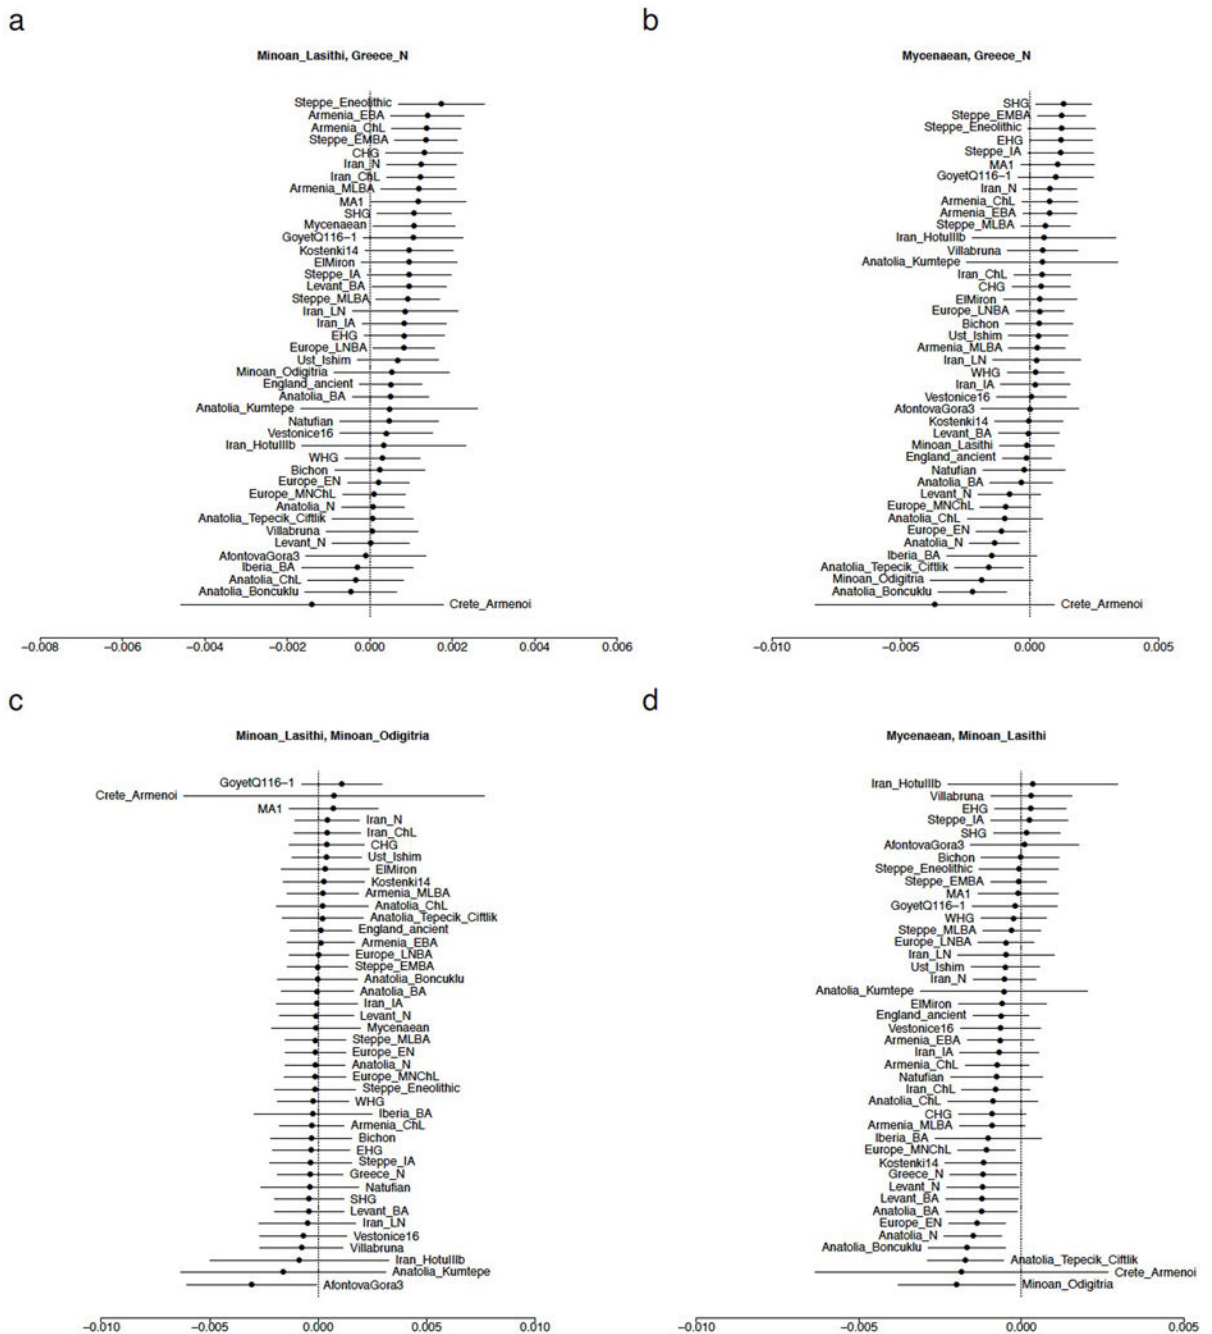 a
Minoan_Lasithi, Greece_N
Steppe_Eneolithic
Armenia_EBA
Armenia_ChL
Steppe_EMBA
CHG
Iran_N
Iran_ChL
Armenia_MLBA
MA1
SHG
Mycenaean
GoyetQ116-1
Kostenki14
ElMiron
Steppe_IA
Levant_BA
Steppe_MLBA
Iran_LN
Iran_IA
EHG
Europe_LNBA
Ust_Ishim
Minoan_Odigitria
England_ancient
Anatolia_BA
Anatolia_Kumtepe
Natufian
Vestonice16
Iran_HotuIIIb
WHG
Bichon
Europe_EN
Europe_MNChL
Anatolia_N
Anatolia_Tepecik_Ciftlik
Villabruna
Levant_N
AfontovaGora3
Iberia_BA
Anatolia_ChL
Anatolia_Boncuklu
Crete_Armenoi
−0.008 −0.006 −0.004 −0.002 0.000 0.002 0.004 0.006
b
Mycenaean, Greece_N
SHG
Steppe_EMBA
Steppe_Eneolithic
EHG
Steppe_IA
MA1
GoyetQ116-1
Iran_N
Armenia_ChL
Armenia_EBA
Steppe_MLBA
Iran_HotuIIIb
Villabruna
Anatolia_Kumtepe
Iran_ChL
CHG
ElMiron
Europe_LNBA
Bichon
Ust_Ishim
Armenia_MLBA
Iran_LN
WHG
Iran_IA
Vestonice16
AfontovaGora3
Kostenki14
Levant_BA
Minoan_Lasithi
England_ancient
Natufian
Anatolia_BA
Levant_N
Europe_MNChL
Anatolia_ChL
Europe_EN
Anatolia_N
Iberia_BA
Anatolia_Tepecik_Ciftlik
Minoan_Odigitria
Anatolia_Boncuklu
Crete_Armenoi
−0.010 −0.005 0.000 0.005
c
Minoan_Lasithi, Minoan_Odigitria
GoyetQ116-1
Crete_Armenoi
MA1
Iran_N
Iran_ChL
CHG
Ust_Ishim
ElMiron
Kostenki14
Armenia_MLBA
Anatolia_ChL
Anatolia_Tepecik_Ciftlik
England_ancient
Armenia_EBA
Europe_LNBA
Steppe_EMBA
Anatolia_Boncuklu
Anatolia_BA
Iran_IA
Levant_N
Mycenaean
Steppe_MLBA
Europe_EN
Anatolia_N
Europe_MNChL
Steppe_Eneolithic
WHG
Iberia_BA
Armenia_ChL
Bichon
EHG
Steppe_IA
Greece_N
Natufian
SHG
Levant_BA
Iran_LN
Vestonice16
Villabruna
Iran_HotuIIIb
Anatolia_Kumtepe
AfontovaGora3
−0.010 −0.005 0.000 0.005 0.010
d
Mycenaean, Minoan_Lasithi
Iran_HotuIIIb
Villabruna
EHG
Steppe_IA
SHG
AfontovaGora3
Bichon
Steppe_Eneolithic
Steppe_EMBA
MA1
GoyetQ116-1
WHG
Steppe_MLBA
Europe_LNBA
Iran_LN
Ust_Ishim
Iran_N
Anatolia_Kumtepe
ElMiron
England_ancient
Vestonice16
Armenia_EBA
Iran_IA
Armenia_ChL
Natufian
Iran_ChL
Anatolia_ChL
CHG
Armenia_MLBA
Iberia_BA
Europe_MNChL
Kostenki14
Greece_N
Levant_N
Levant_BA
Anatolia_BA
Europe_EN
Anatolia_N
Anatolia_Boncuklu
Anatolia_Tepecik_Ciftlik
Crete_Armenoi
Minoan_Odigitria
−0.010 −0.005 0.000 0.005